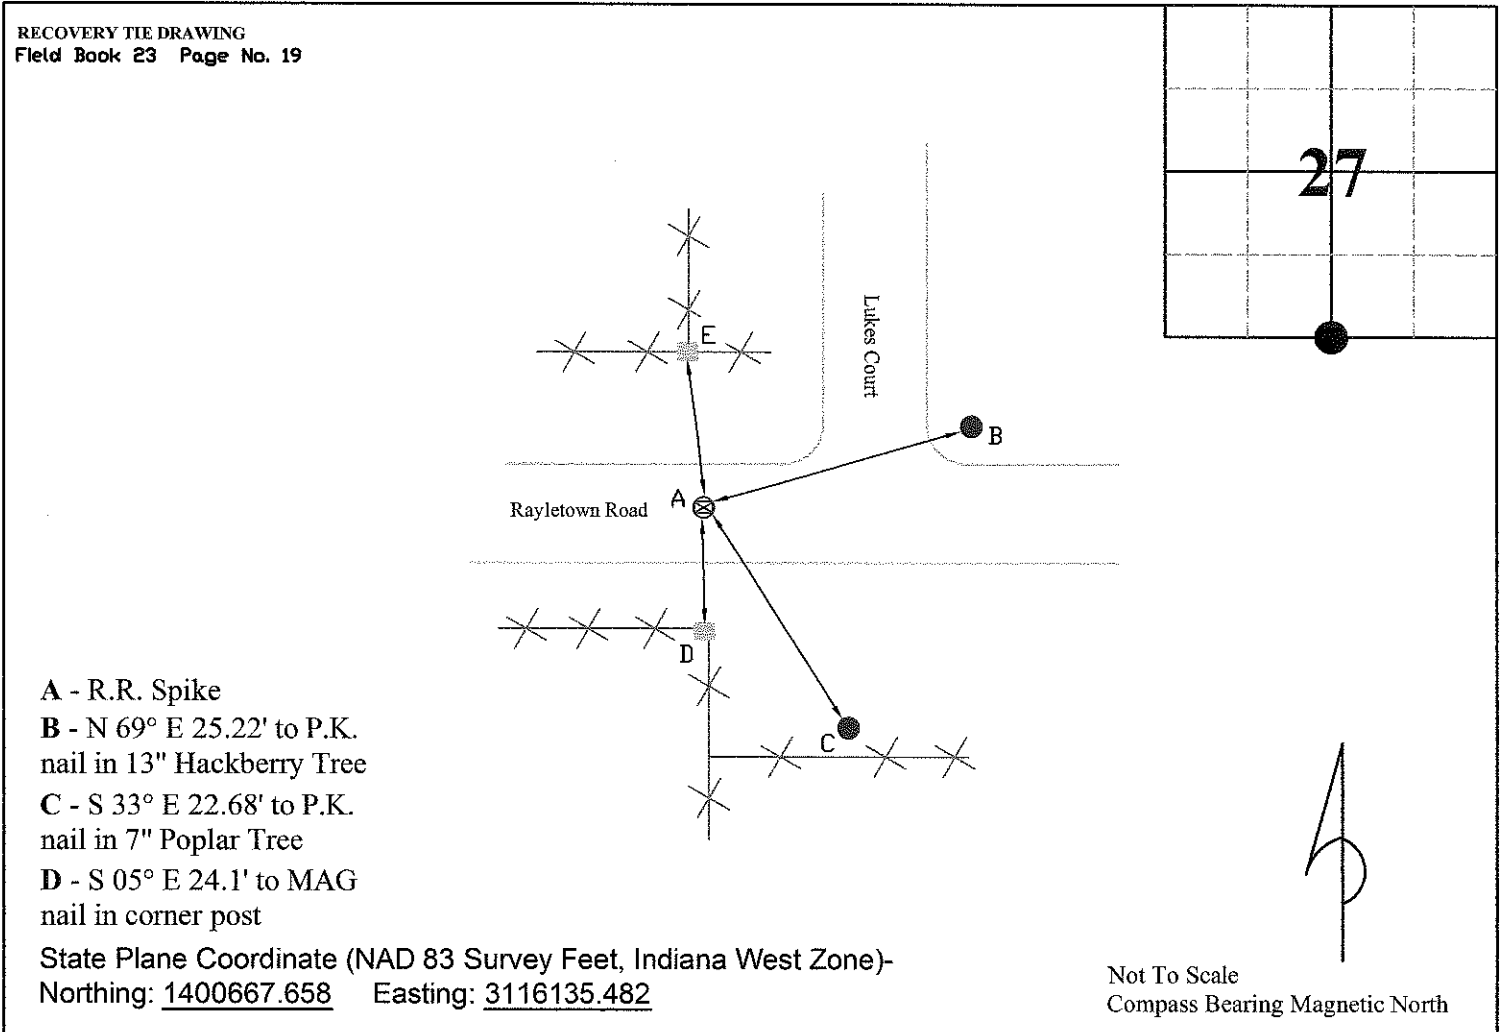 RECOVERY TIE DRAWING
Field Book 23 Page No. 19
27
E
Lukes Court
B
A
Rayletown Road
D
C
A - R.R. Spike
B - N 69° E 25.22' to P.K.
nail in 13" Hackberry Tree
C - S 33° E 22.68' to P.K.
nail in 7" Poplar Tree
D - S 05° E 24.1' to MAG
nail in corner post
State Plane Coordinate (NAD 83 Survey Feet, Indiana West Zone)-
Northing: 1400667.658 Easting: 3116135.482
Not To Scale
Compass Bearing Magnetic North